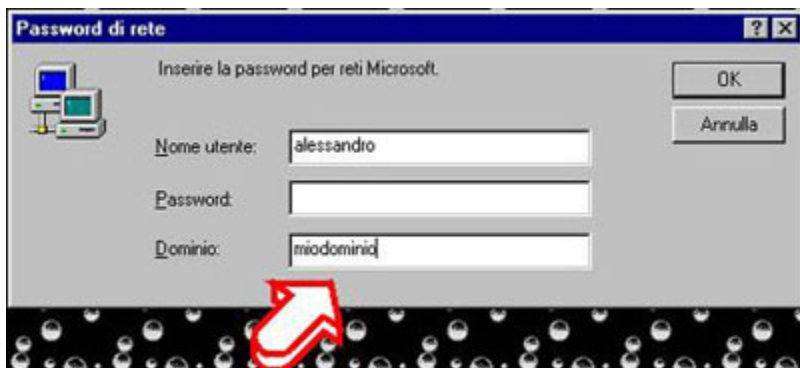 Password di rete
Inserire la password per reti Microsoft.
OK
Annulla
Nome utente: alessandro
Password:
Dominio: miodominio